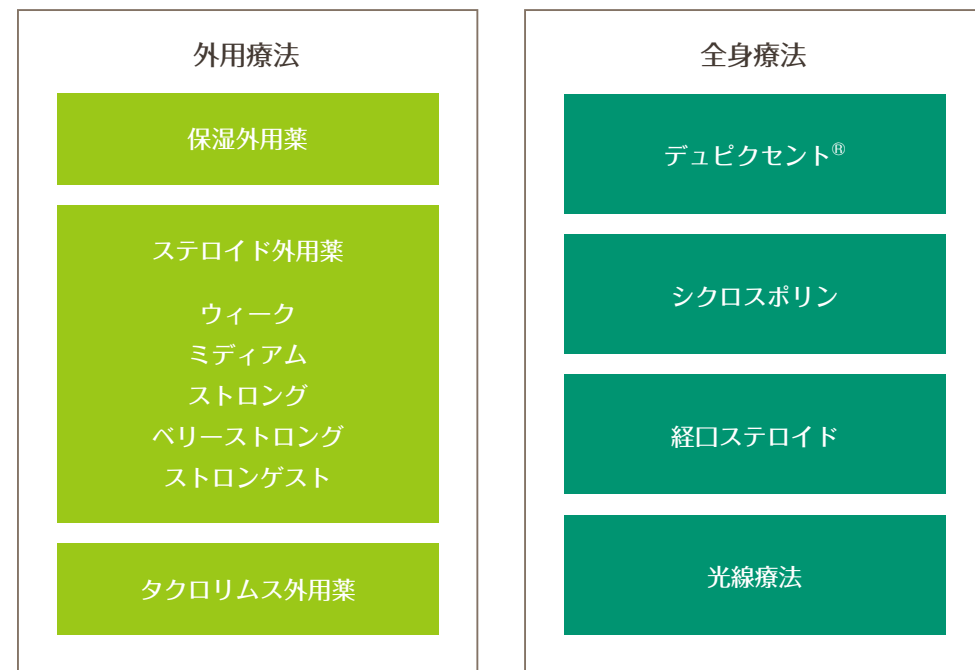 外用療法
保湿外用薬
ステロイド外用薬
ウィーク
ミディアム
ストロング
ベリーストロング
ストロンゲスト
タクロリムス外用薬
全身療法
デュピクセント®
シクロスポリン
経口ステロイド
光線療法